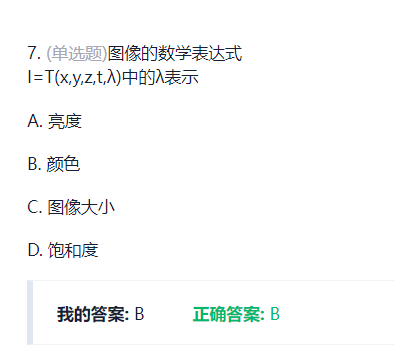 7. (单选题)图像的数学表达式
I=T(x,y,z,t,λ)中的λ表示
A. 亮度
B. 颜色
C. 图像大小
D. 饱和度
我的答案: B 正确答案: B